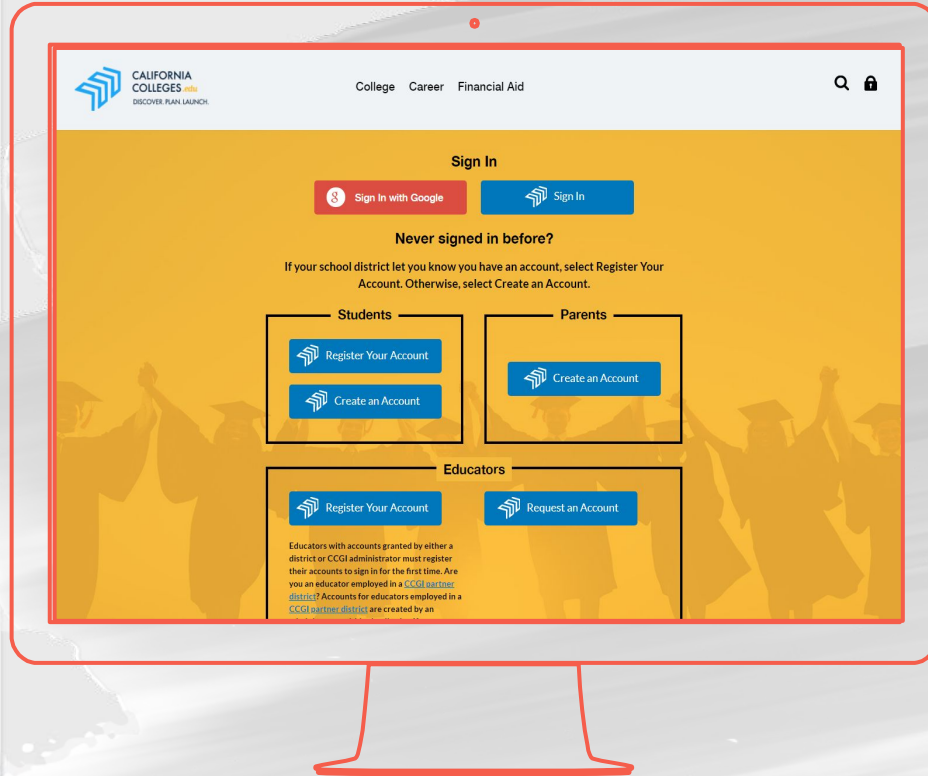 CALIFORNIA
COLLEGES.edu
DISCOVER. PLAN. LAUNCH.
College Career Financial Aid
Sign In
Sign In with Google
Sign In
Never signed in before?
If your school district let you know you have an account, select Register Your
Account. Otherwise, select Create an Account.
Students
Register Your Account
Create an Account
Parents
Create an Account
Educators
Register Your Account
Request an Account
Educators with accounts granted by either a
district or CCGI administrator must register
their accounts to sign in for the first time. Are
you an educator employed in a CCGI partner
district? Accounts for educators employed in a
CCGI partner district are created by an